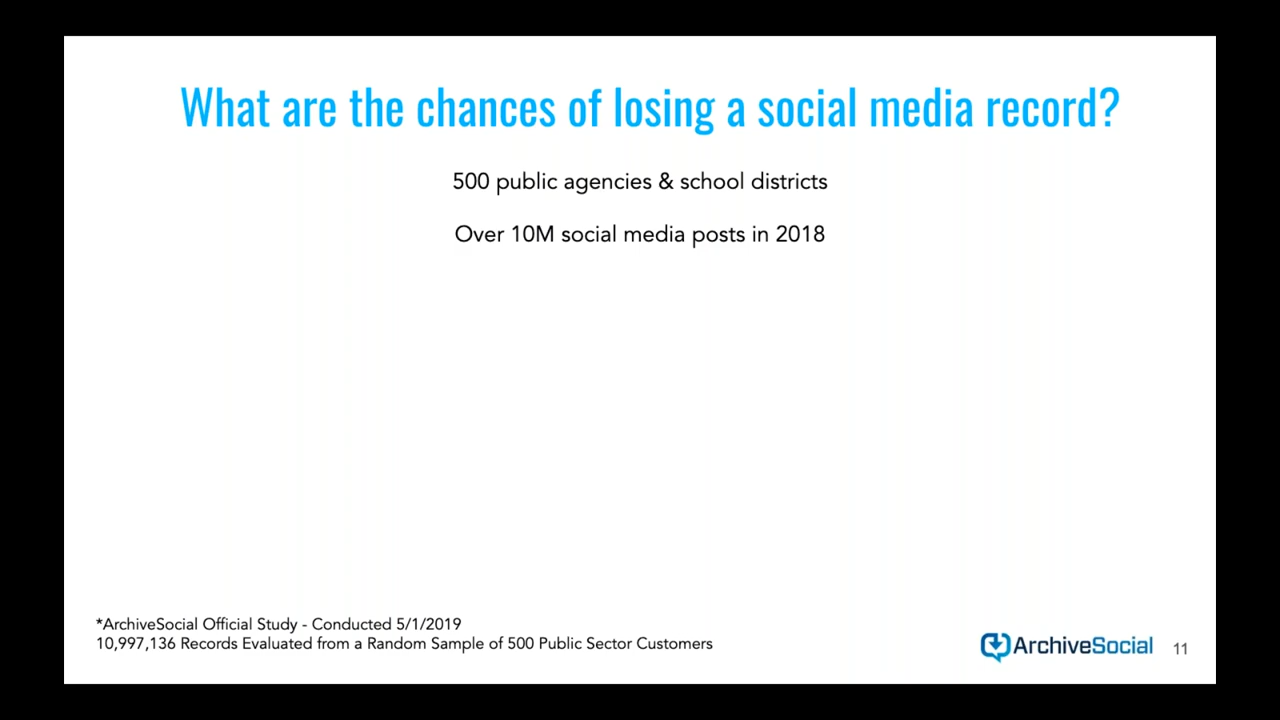 What are the chances of losing a social media record?
500 public agencies & school districts
Over 10M social media posts in 2018
*ArchiveSocial Official Study - Conducted 5/1/2019
10,997,136 Records Evaluated from a Random Sample of 500 Public Sector Customers
ArchiveSocial
11